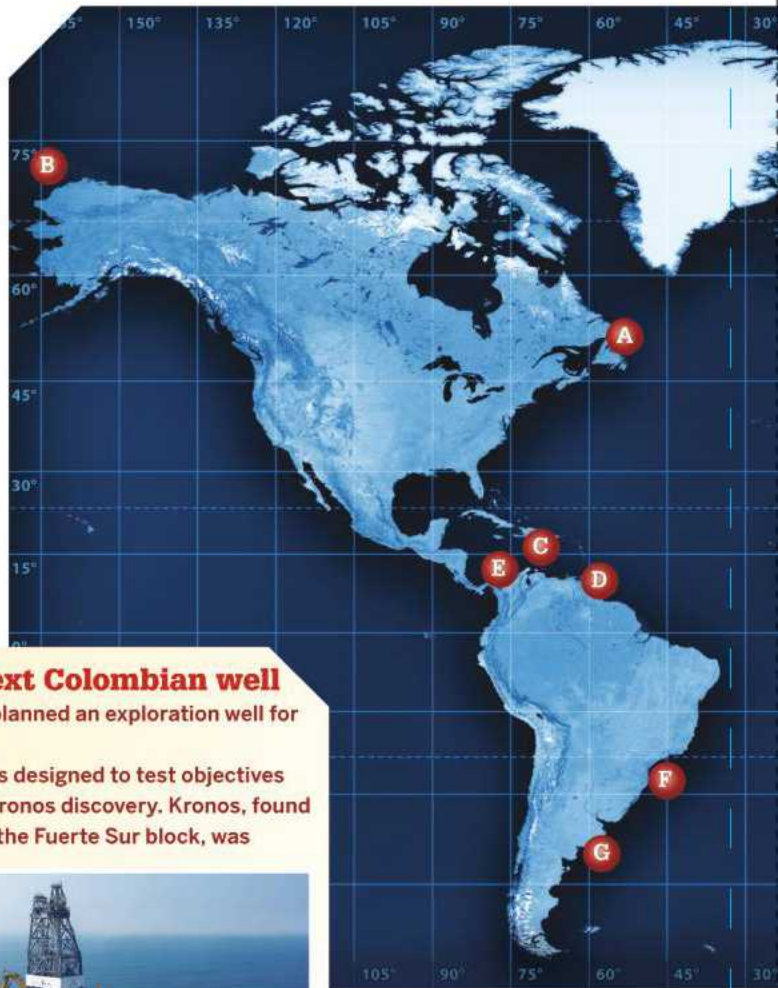 150° 135° 120° 105° 90° 75° 60° 45° 30°
75°
B
60°
A
45°
30°
C
E
D
15°
ext Colombian well
planned an exploration well for
s designed to test objectives
ronos discovery. Kronos, found
the Fuerte Sur block, was
F
G
105° 90° 75° 60° 45° 30°